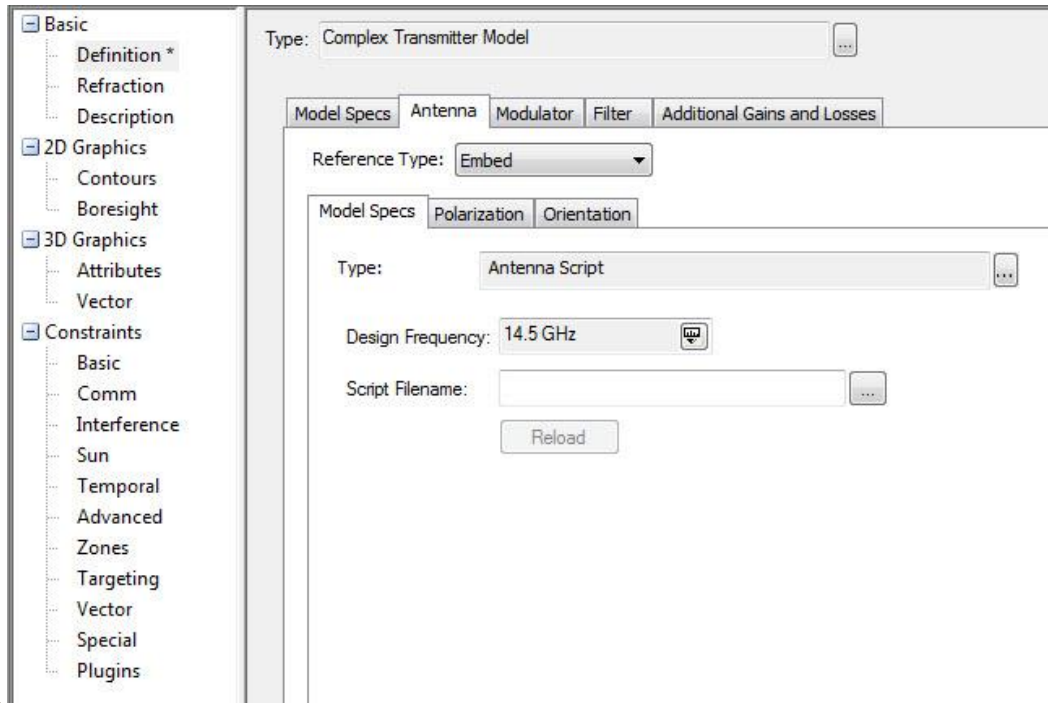 Basic
Definition *
Refraction
Description
2D Graphics
Contours
Boresight
3D Graphics
Attributes
Vector
Constraints
Basic
Comm
Interference
Sun
Temporal
Advanced
Zones
Targeting
Vector
Special
Plugins
Type: Complex Transmitter Model ...
Model Specs Antenna Modulator Filter Additional Gains and Losses
Reference Type: Embed
Model Specs Polarization Orientation
Type: Antenna Script ...
Design Frequency: 14.5 GHz
Script Filename: ...
Reload